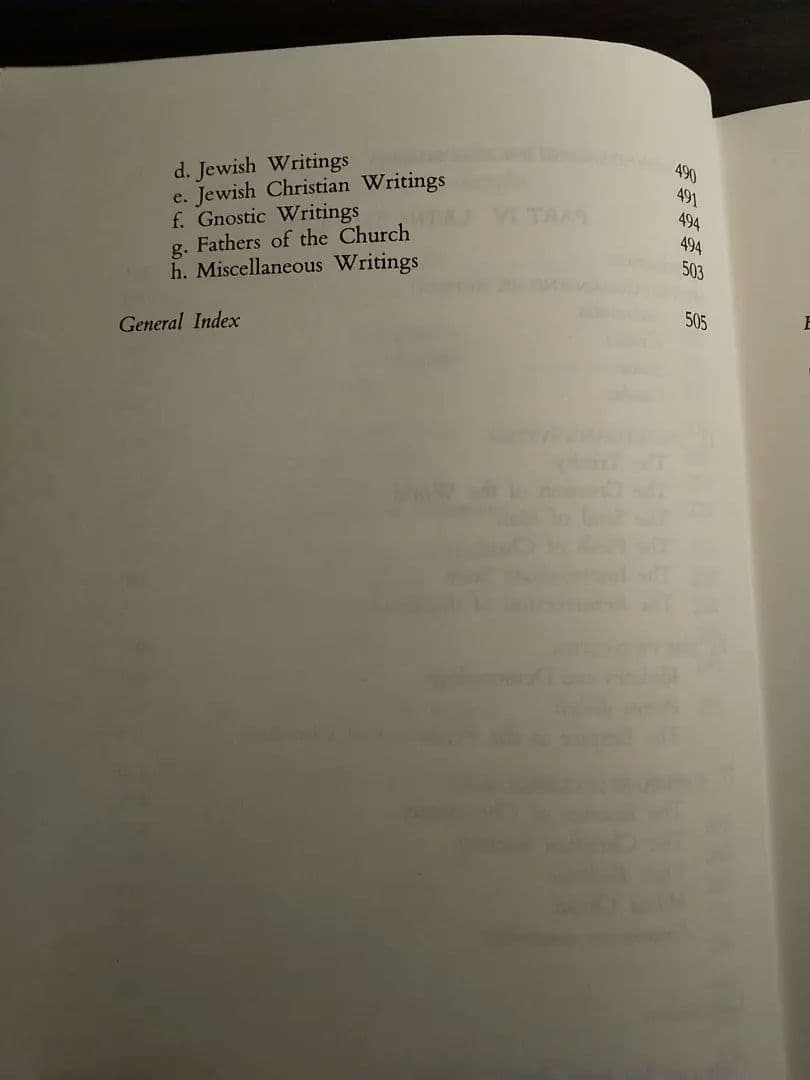 d. Jewish Writings 490
e. Jewish Christian Writings 491
f. Gnostic Writings 494
g. Fathers of the Church 494
h. Miscellaneous Writings 503
General Index 505